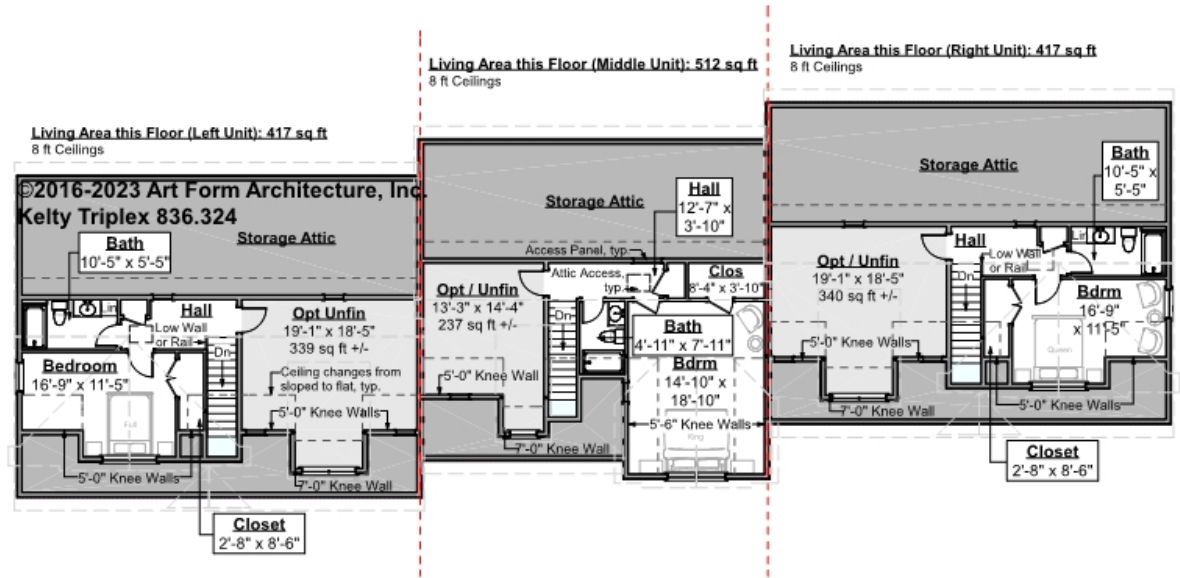 Living Area this Floor (Left Unit): 417 sq ft
8 ft Ceilings
©2016-2023 Art Form Architecture, Inc.
Kelty Triplex 836.324
Storage Attic
Bath
10'-5" x 5'-5"
Lin
Hall
Low Wall
or Rail
Dn
Opt Unfin
19'-1" x 18'-5"
339 sq ft +/-
Bedroom
16'-9" x 11'-5"
Full
Ceiling changes from
sloped to flat, typ.
5'-0" Knee Walls
5'-0" Knee Walls
7'-0" Knee Wall
Closet
2'-8" x 8'-6"
Living Area this Floor (Middle Unit): 512 sq ft
8 ft Ceilings
Storage Attic
Hall
12'-7" x
3'-10"
Access Panel, typ.
Attic Access,
typ.
Clos
8'-4" x 3'-10"
Opt / Unfin
13'-3" x 14'-4"
237 sq ft +/-
Dn
Bath
4'-11" x 7'-11"
Bdrm
14'-10" x
18'-10"
5'-0" Knee Wall
5'-6" Knee Walls
King
7'-0" Knee Wall
Living Area this Floor (Right Unit): 417 sq ft
8 ft Ceilings
Storage Attic
Bath
10'-5" x
5'-5"
Lin
Hall
Low Wall
or Rail
Dn
Opt / Unfin
19'-1" x 18'-5"
340 sq ft +/-
Bdrm
16'-9"
x 11'-5"
Queen
5'-0" Knee Walls
5'-0" Knee Walls
7'-0" Knee Wall
Closet
2'-8" x 8'-6"